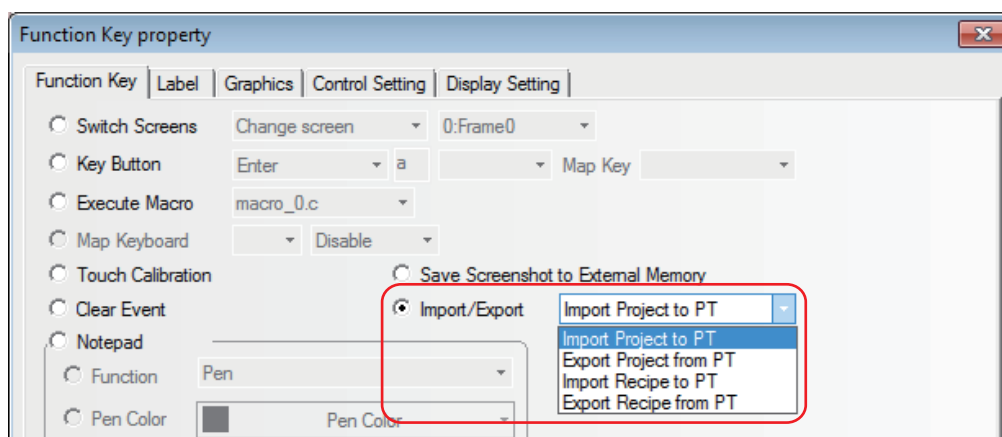 Function Key property
Function Key Label Graphics Control Setting Display Setting
Switch Screens Change screen 0:Frame0
Key Button Enter a Map Key
Execute Macro macro_0.c
Map Keyboard Disable
Touch Calibration Save Screenshot to External Memory
Clear Event Import/Export Import Project to PT
Notepad Import Project to PT
Export Project from PT
Function Pen Import Recipe to PT
Export Recipe from PT
Pen Color Pen Color